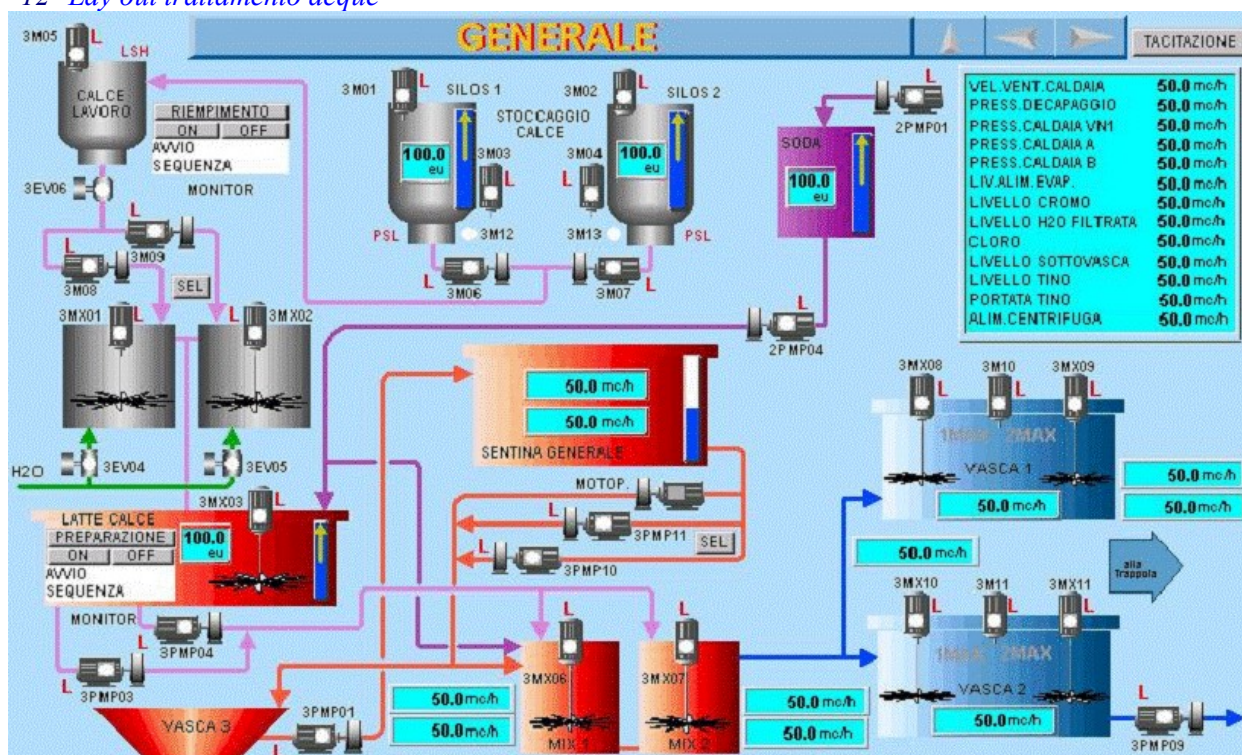 12 Lay out trattamento acque
GENERALE
TACITAZIONE
3M05
L
LSH
CALCE
LAVORO
RIEMPIMENTO
ON OFF
AVVIO
SEQUENZA
MONITOR
3EV06
L
3M09
L
3M08
SEL
3M01
L
SILOS 1
100.0
eu
3M03
L
PSL
3M12
L
3M06
STOCCAGGIO
CALCE
3M02
L
SILOS 2
3M04
L
100.0
eu
3M13
PSL
3M07
L
L
2PMP01
SODA
100.0
eu
L
2PMP04
VEL.VENT.CALDAIA 50.0 mc/h
PRESS.DECAPAGGIO 50.0 mc/h
PRESS.CALDAIA VN1 50.0 mc/h
PRESS.CALDAIA A 50.0 mc/h
PRESS.CALDAIA B 50.0 mc/h
LIV.ALIM.EVAP. 50.0 mc/h
LIVELLO CROMO 50.0 mc/h
LIVELLO H2O FILTRATA 50.0 mc/h
CLORO 50.0 mc/h
LIVELLO SOTTOVASCA 50.0 mc/h
LIVELLO TINO 50.0 mc/h
PORTATA TINO 50.0 mc/h
ALIM.CENTRIFUGA 50.0 mc/h
3MX01
L
L
3MX02
H2O
3EV04
3EV05
50.0 mc/h
50.0 mc/h
SENTINA GENERALE
MOTOP.
L
3PMP11
SEL
L
3PMP10
3MX03
L
LATTE CALCE
PREPARAZIONE
ON OFF
AVVIO
SEQUENZA
100.0
eu
MONITOR
L
3PMP04
L
3PMP03
VASCA 3
3PMP01
L
50.0 mc/h
50.0 mc/h
L
3MX06
MIX 1
L
3MX07
MIX 2
50.0 mc/h
50.0 mc/h
3MX08
L
3M10
L
3MX09
L
1MAX 2MAX
VASCA 1
50.0 mc/h
50.0 mc/h
50.0 mc/h
50.0 mc/h
alla
Trappola
3MX10
L
3M11
L
3MX11
L
1MAX 2MAX
VASCA 2
50.0 mc/h
L
3PMP09